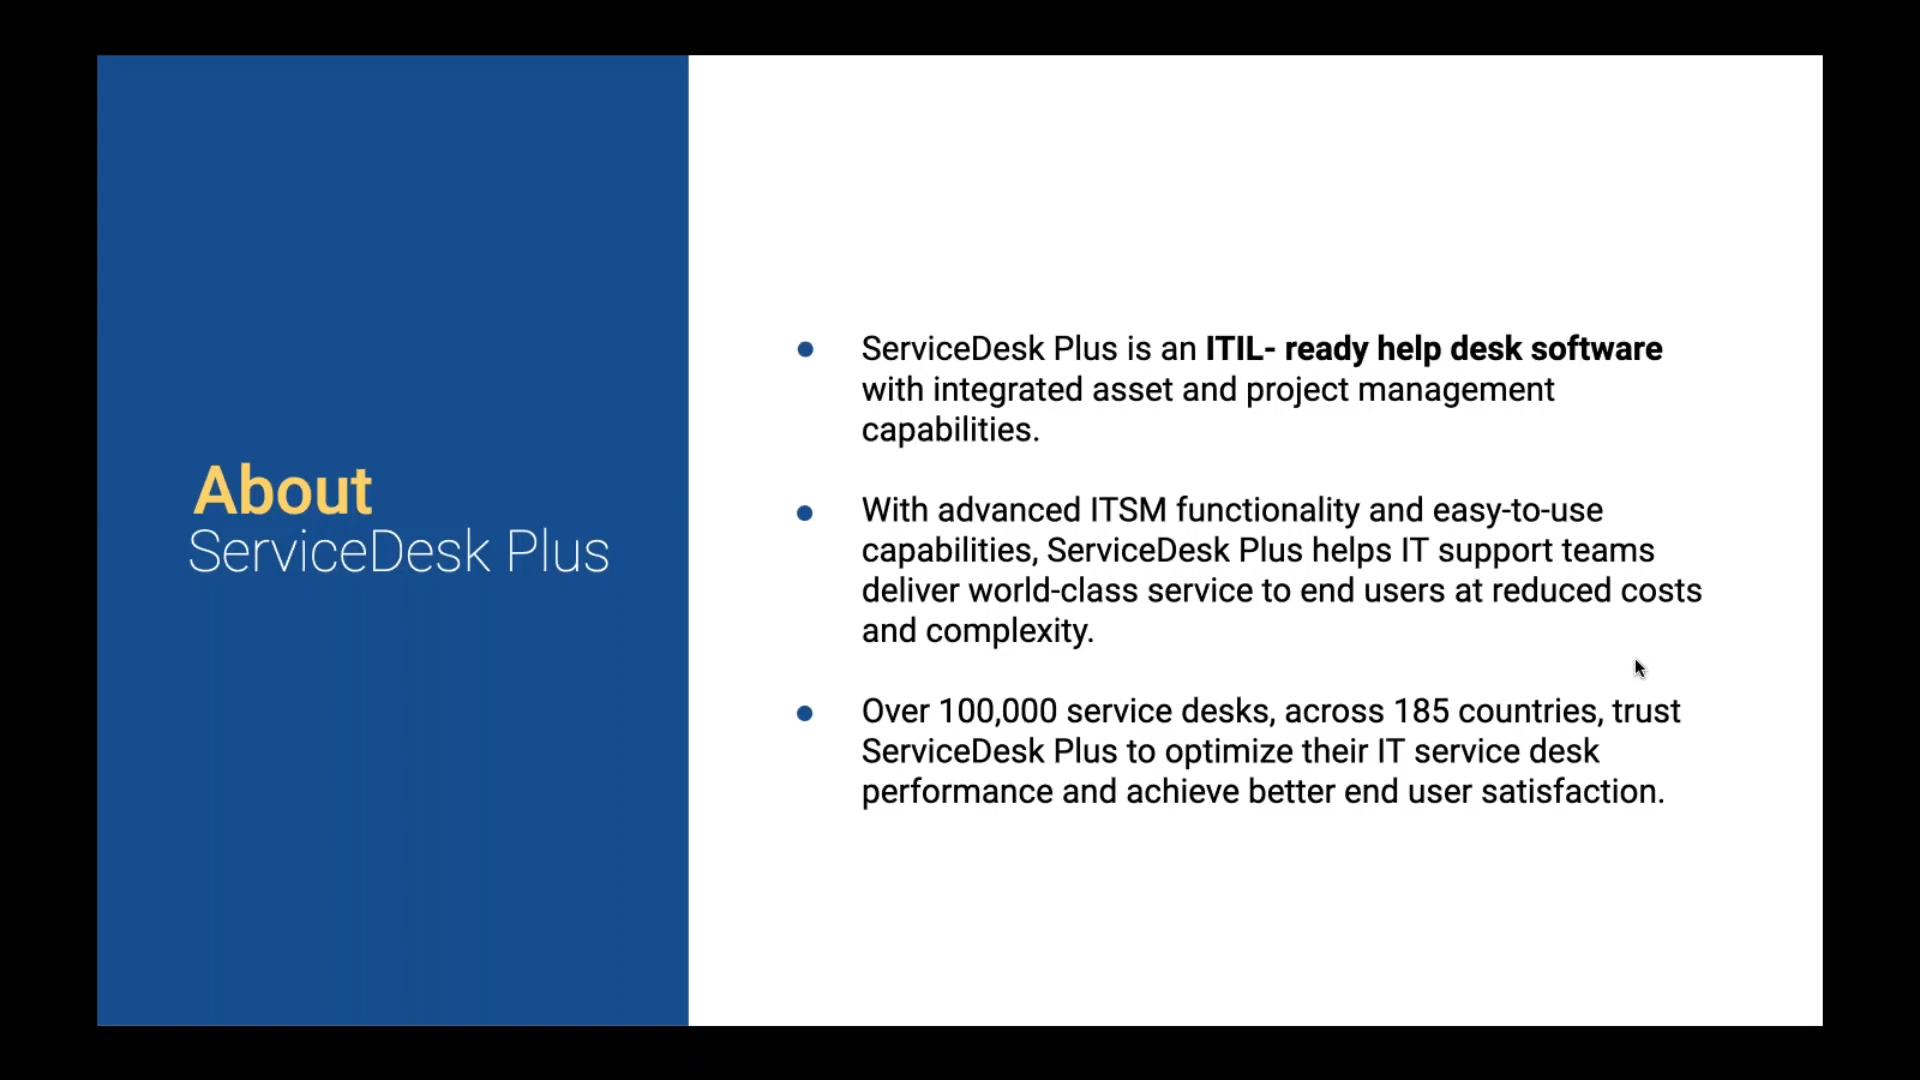 About
ServiceDesk Plus
ServiceDesk Plus is an ITIL- ready help desk software
with integrated asset and project management
capabilities.
With advanced ITSM functionality and easy-to-use
capabilities, ServiceDesk Plus helps IT support teams
deliver world-class service to end users at reduced costs
and complexity.
Over 100,000 service desks, across 185 countries, trust
ServiceDesk Plus to optimize their IT service desk
performance and achieve better end user satisfaction.